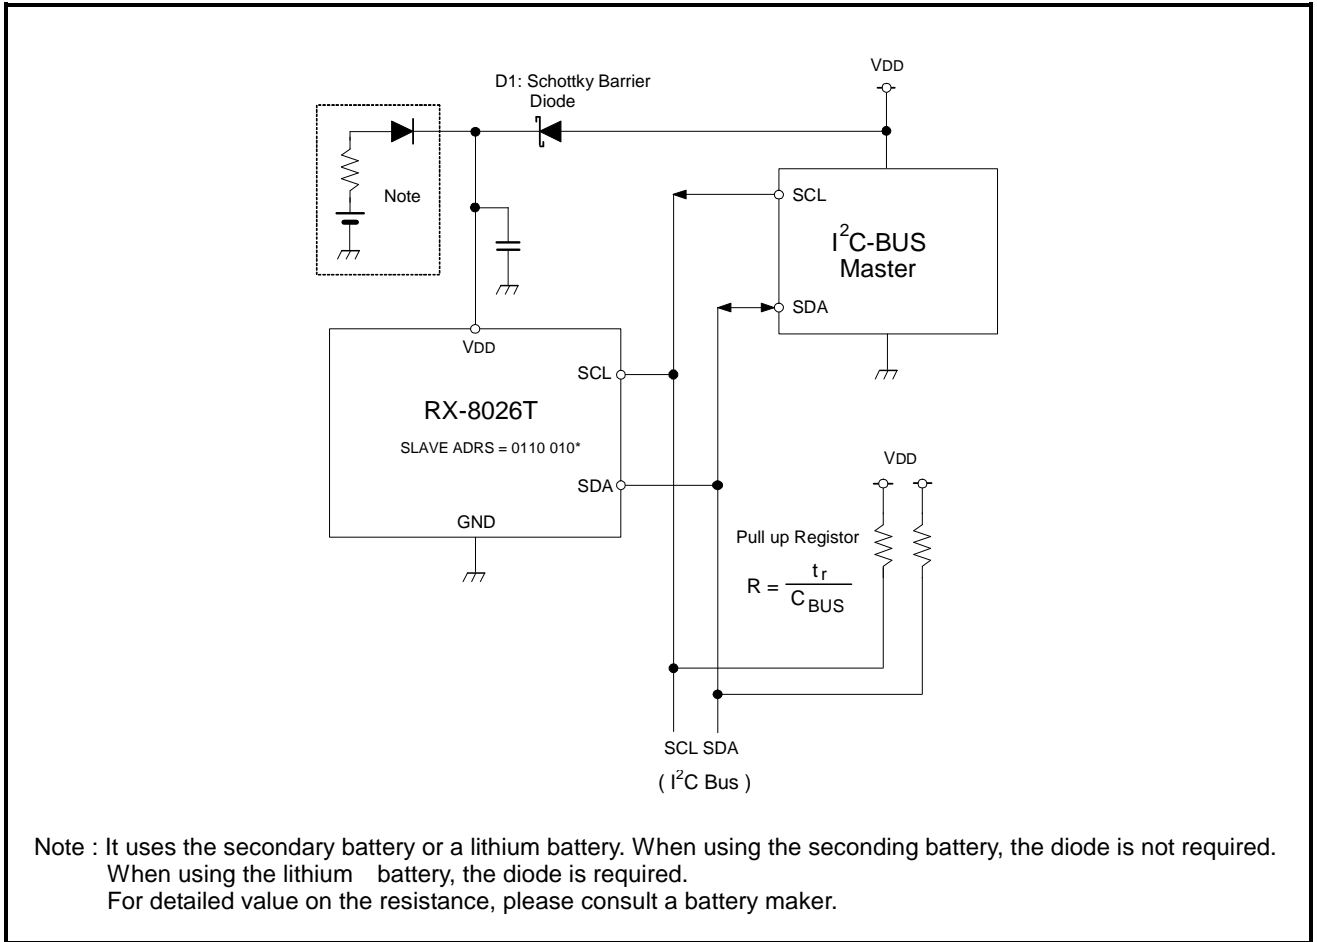 D1: Schottky Barrier
Diode
VDD
Note
SCL
I²C-BUS
Master
SDA
VDD
SCL
RX-8026T
SLAVE ADRS = 0110 010*
SDA
GND
VDD
Pull up Registor
R = tr / CBUS
SCL SDA
( I²C Bus )
Note : It uses the secondary battery or a lithium battery. When using the seconding battery, the diode is not required.
When using the lithium battery, the diode is required.
For detailed value on the resistance, please consult a battery maker.